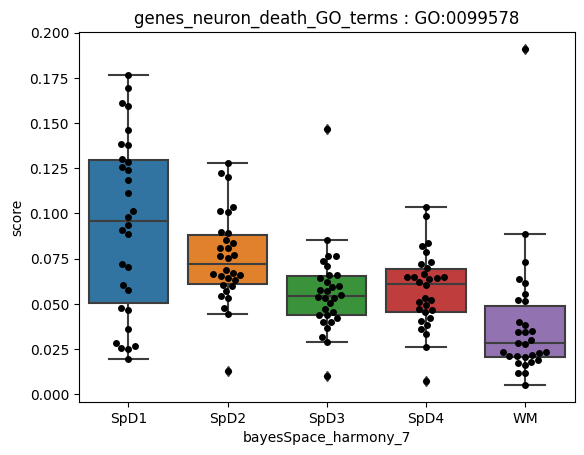 genes_neuron_death_GO_terms : GO:0099578
0.200
0.175
0.150
0.125
0.100
0.075
0.050
0.025
0.000
score
SpD1 SpD2 SpD3 SpD4 WM
bayesSpace_harmony_7